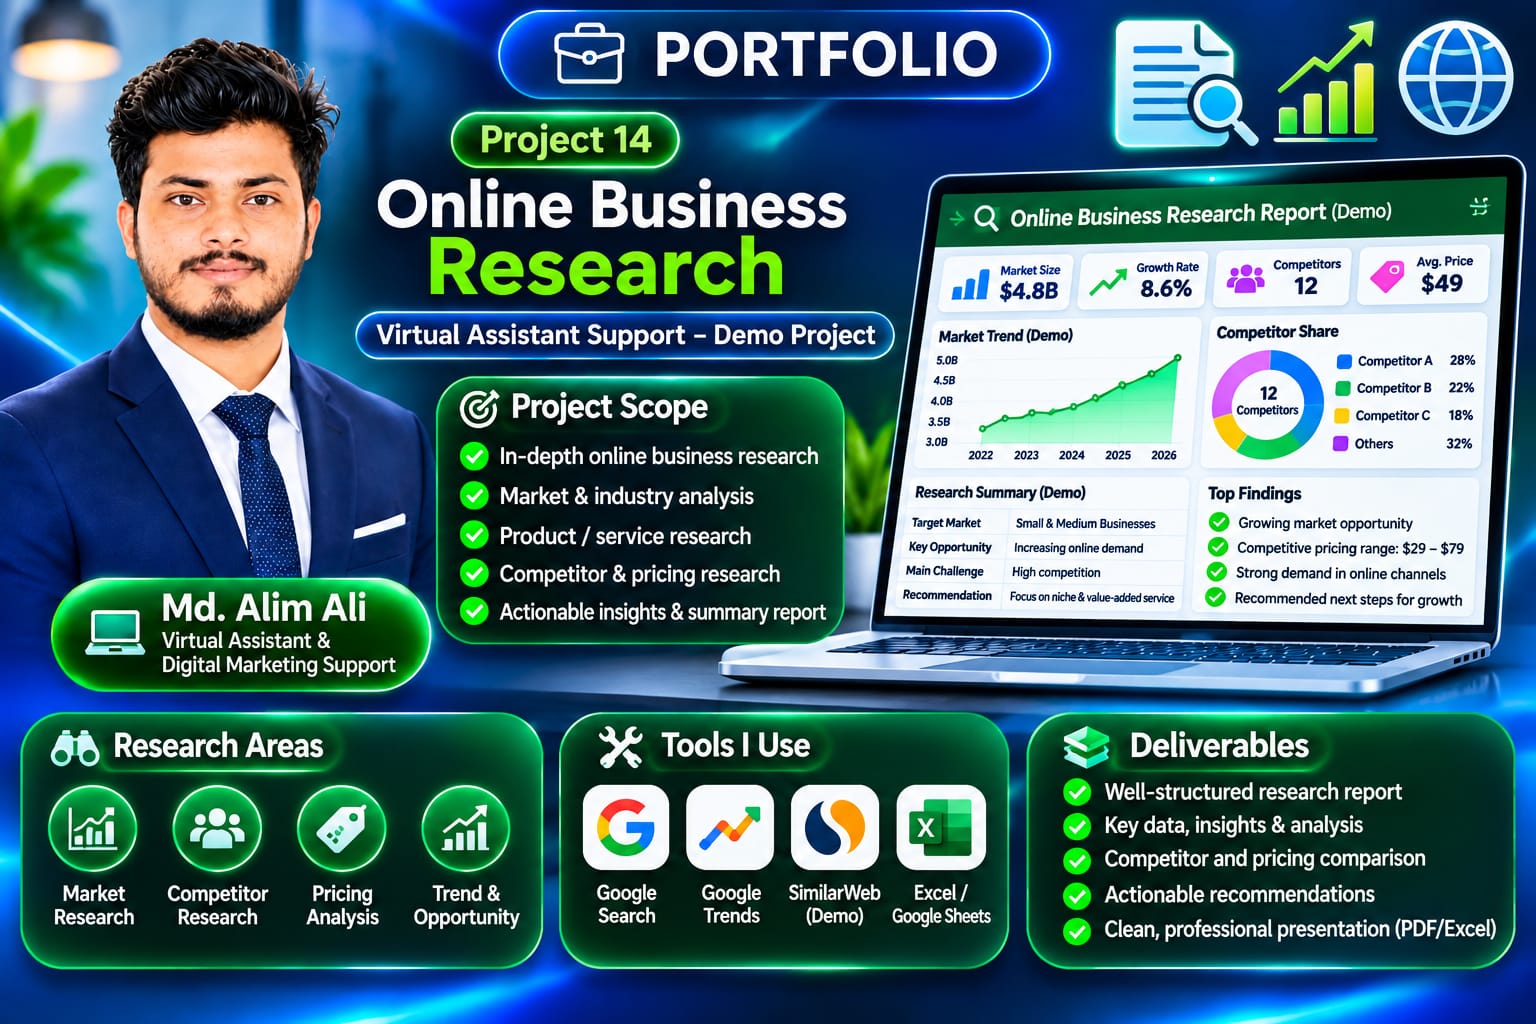 PORTFOLIO
Project 14
Online Business
Research
Virtual Assistant Support – Demo Project
Project Scope
In-depth online business research
Market & industry analysis
Product / service research
Competitor & pricing research
Actionable insights & summary report
Md. Alim Ali
Virtual Assistant &
Digital Marketing Support
Online Business Research Report (Demo)
Market Size
$4.8B
Growth Rate
8.6%
Competitors
12
Avg. Price
$49
Market Trend (Demo)
5.0B
4.5B
4.0B
3.5B
3.0B
2022 2023 2024 2025 2026
Competitor Share
12
Competitors
Competitor A 28%
Competitor B 22%
Competitor C 18%
Others 32%
Research Summary (Demo)
Target Market Small & Medium Businesses
Key Opportunity Increasing online demand
Main Challenge High competition
Recommendation Focus on niche & value-added service
Top Findings
Growing market opportunity
Competitive pricing range: $29 – $79
Strong demand in online channels
Recommended next steps for growth
Research Areas
Market
Research
Competitor
Research
Pricing
Analysis
Trend &
Opportunity
Tools I Use
G
X
Google
Search
Google
Trends
SimilarWeb
(Demo)
Excel /
Google Sheets
Deliverables
Well-structured research report
Key data, insights & analysis
Competitor and pricing comparison
Actionable recommendations
Clean, professional presentation (PDF/Excel)